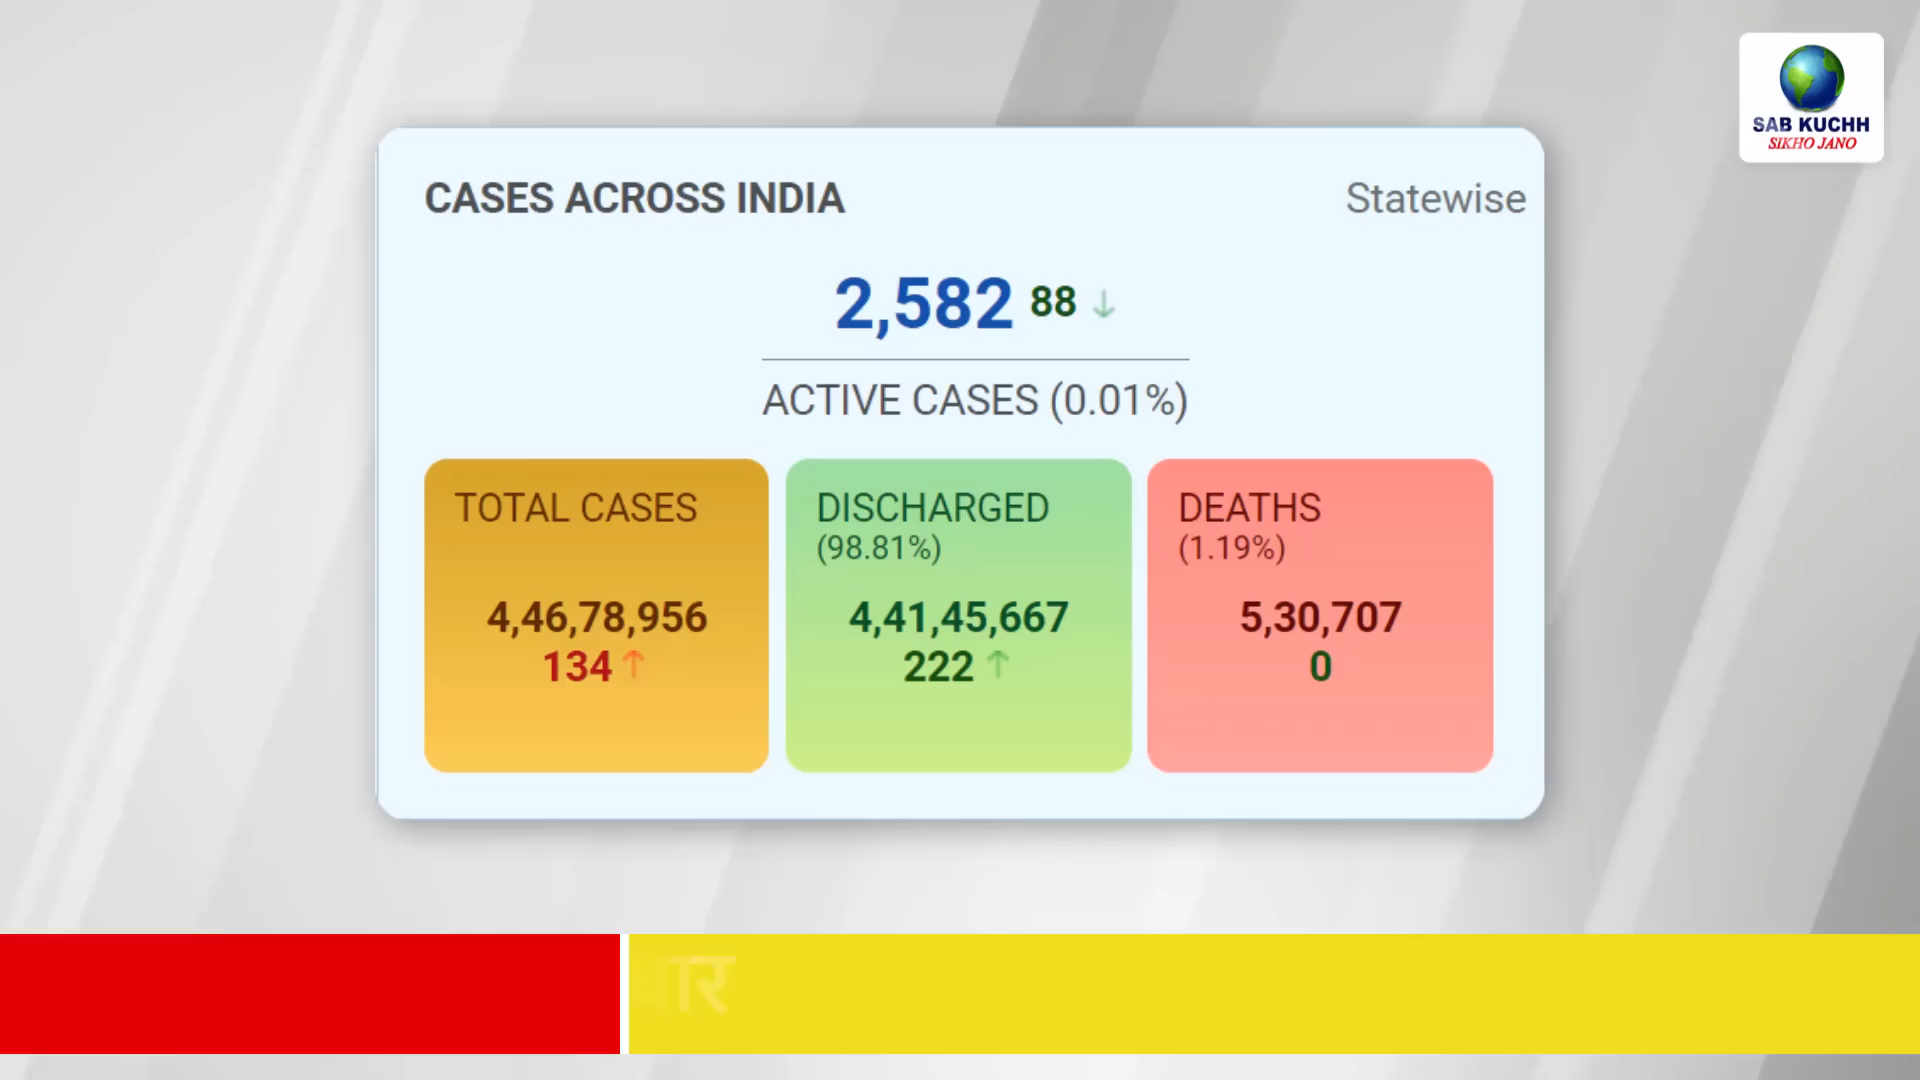 SAB KUCHH
SIKHO JANO
CASES ACROSS INDIA
Statewise
2,582 88 ↓
ACTIVE CASES (0.01%)
TOTAL CASES
4,46,78,956
134 ↑
DISCHARGED
(98.81%)
4,41,45,667
222 ↑
DEATHS
(1.19%)
5,30,707
0